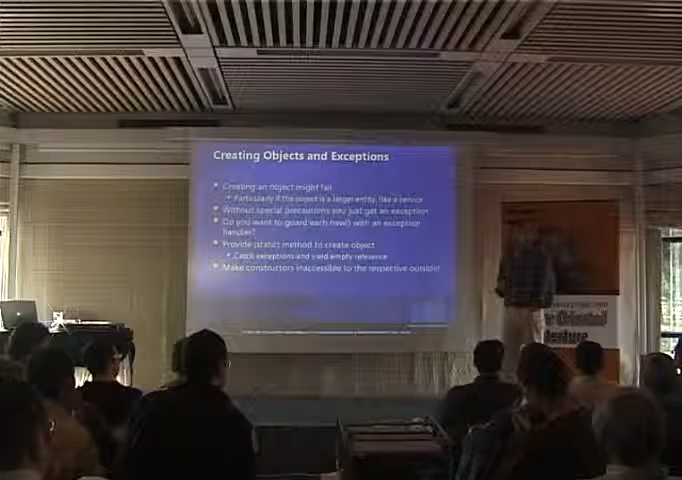 Creating Objects and Exceptions
Creating an object might fail
Particularly if the object is a larger entity, like a service
Without special precautions you just get an exception
Do you want to guard each new() with an exception
handler?
Provide (static) method to create object
Catch exceptions and yield empty reference
Make constructors inaccessible to the respective outside!
Oriented